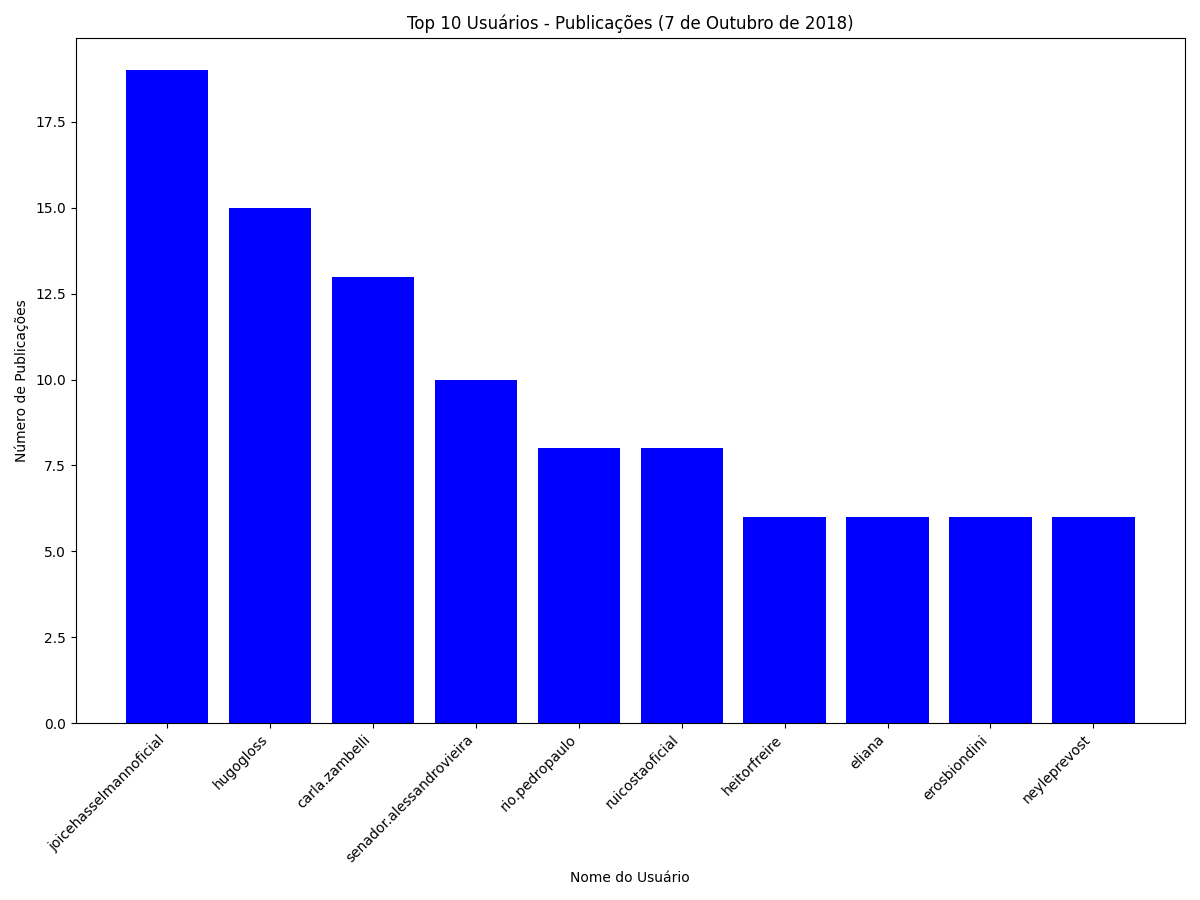 Top 10 Usuários - Publicações (7 de Outubro de 2018)
Número de Publicações
17.5
15.0
12.5
10.0
7.5
5.0
2.5
0.0
joicehasselmannoficial
hugogloss
carla.zambelli
senador.alessandrovieira
rio.pedropaulo
ruicostaoficial
heitorfreire
eliana
erosbiondini
neyleprevost
Nome do Usuário